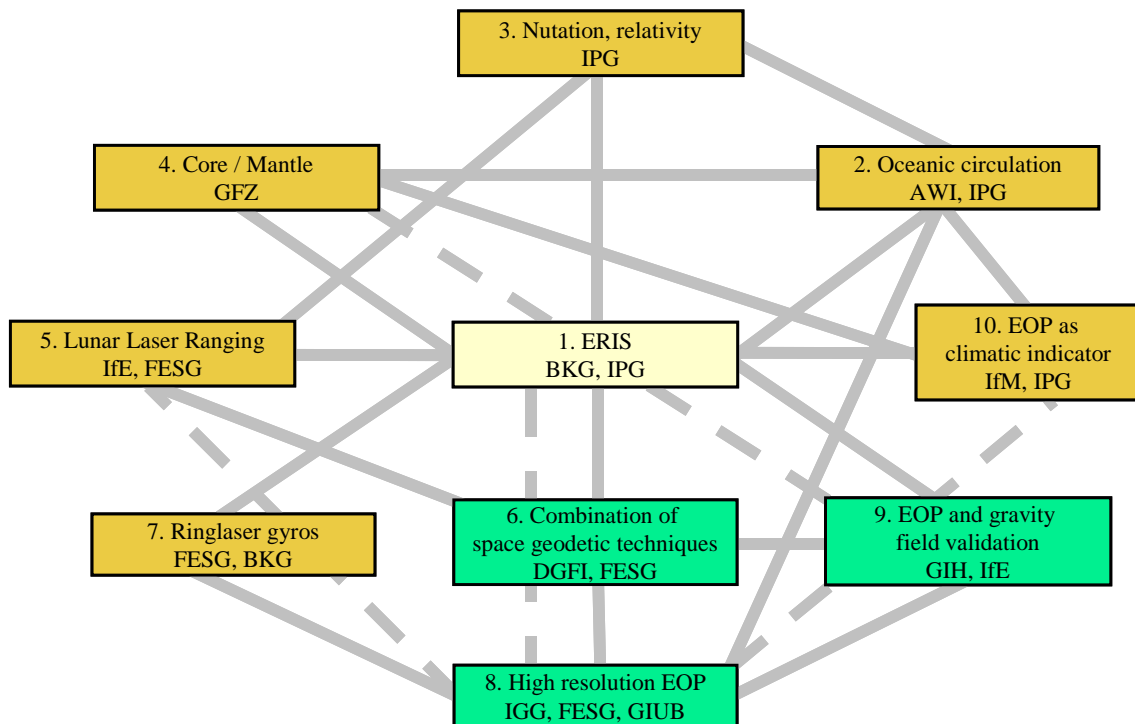 3. Nutation, relativity
IPG
4. Core / Mantle
GFZ
2. Oceanic circulation
AWI, IPG
5. Lunar Laser Ranging
IfE, FESG
1. ERIS
BKG, IPG
10. EOP as
climatic indicator
IfM, IPG
7. Ringlaser gyros
FESG, BKG
6. Combination of
space geodetic techniques
DGFI, FESG
9. EOP and gravity
field validation
GIH, IfE
8. High resolution EOP
IGG, FESG, GIUB